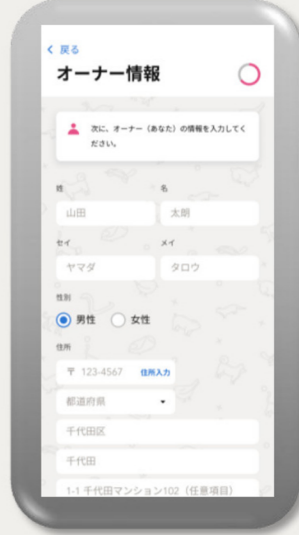 戻る
オーナー情報
次に、オーナー（あなた）の情報を入力してく
ださい。
姓 名
山田 太朗
セイ メイ
ヤマダ タロウ
性別
男性 女性
住所
〒 123-4567 住所入力
都道府県
千代田区
千代田
1-1 千代田マンション102（任意項目）